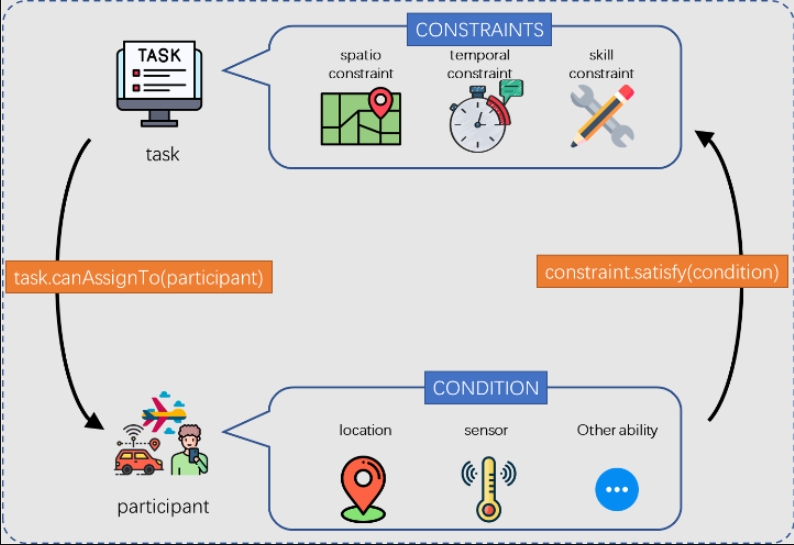 CONSTRAINTS
TASK
spatio
constraint
temporal
constraint
skill
constraint
task
task.canAssignTo(participant)
constraint.satisfy(condition)
CONDITION
location
sensor
Other ability
participant